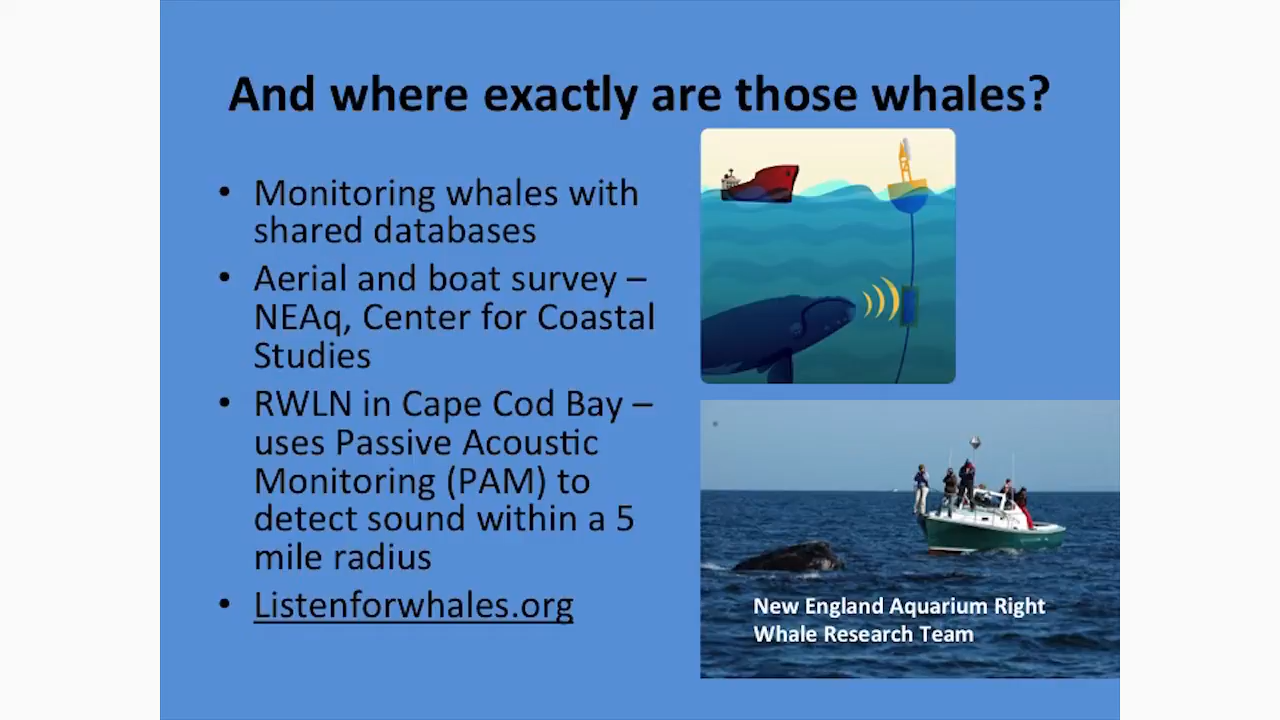 And where exactly are those whales?
• Monitoring whales with
shared databases
• Aerial and boat survey –
NEAq, Center for Coastal
Studies
• RWLN in Cape Cod Bay –
uses Passive Acoustic
Monitoring (PAM) to
detect sound within a 5
mile radius
• Listenforwhales.org
New England Aquarium Right
Whale Research Team